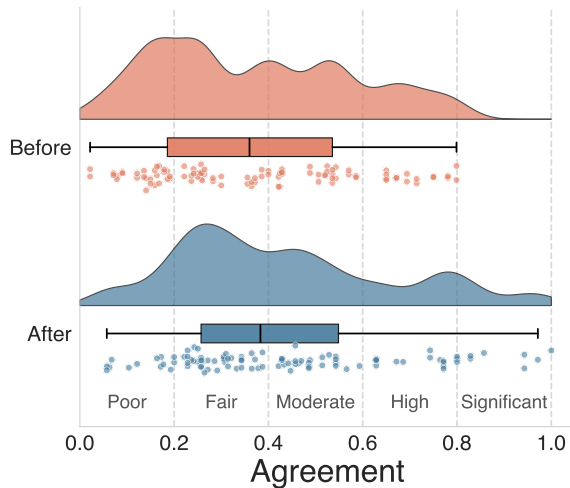 Before
After
Poor Fair Moderate High Significant
0.0 0.2 0.4 0.6 0.8 1.0
Agreement